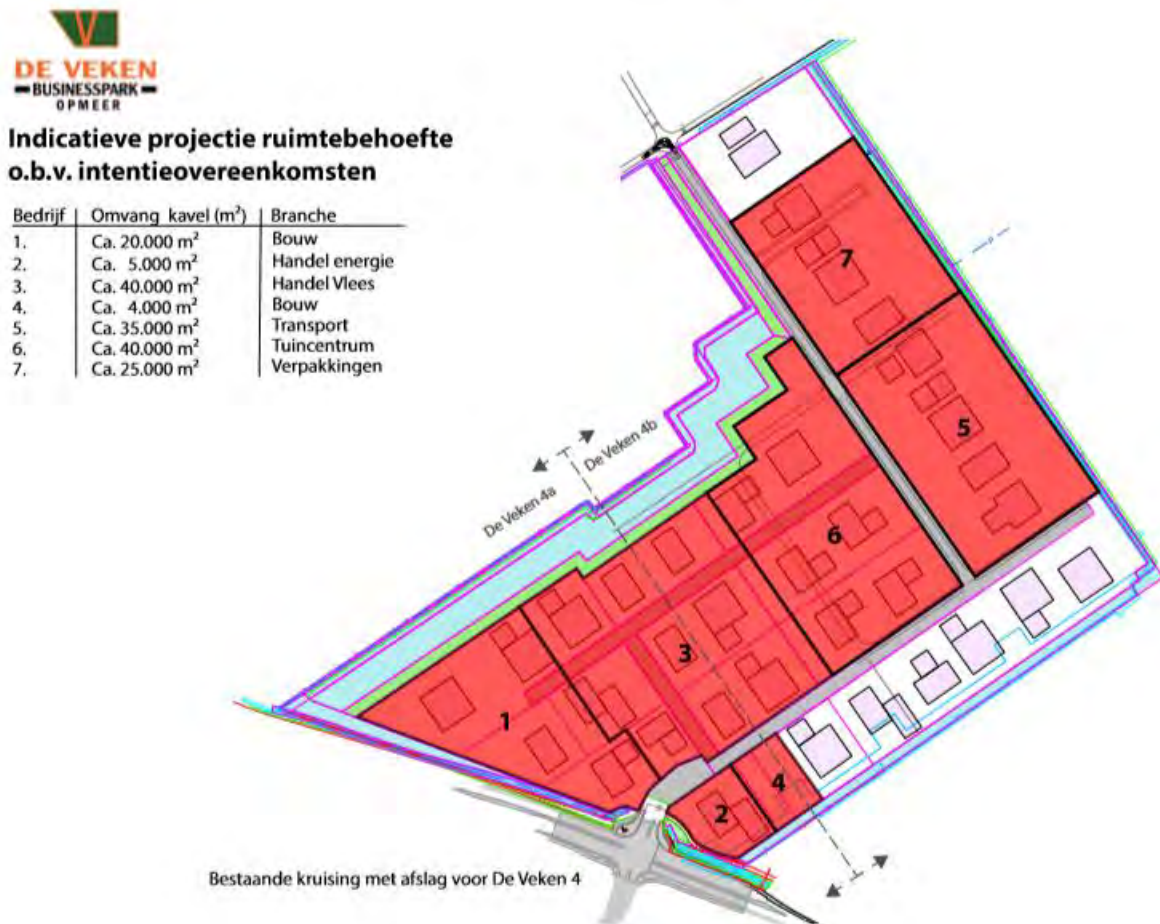 V
DE VEKEN
BUSINESSPARK
OPMEER
Indicatieve projectie ruimtebehoefte
o.b.v. intentieovereenkomsten
Bedrijf Omvang kavel (m²) Branche
1. Ca. 20.000 m² Bouw
2. Ca. 5.000 m² Handel energie
3. Ca. 40.000 m² Handel Vlees
4. Ca. 4.000 m² Bouw
5. Ca. 35.000 m² Transport
6. Ca. 40.000 m² Tuincentrum
7. Ca. 25.000 m² Verpakkingen
7
5
De Veken 4b
De Veken 4a
6
3
1
4
2
Bestaande kruising met afslag voor De Veken 4